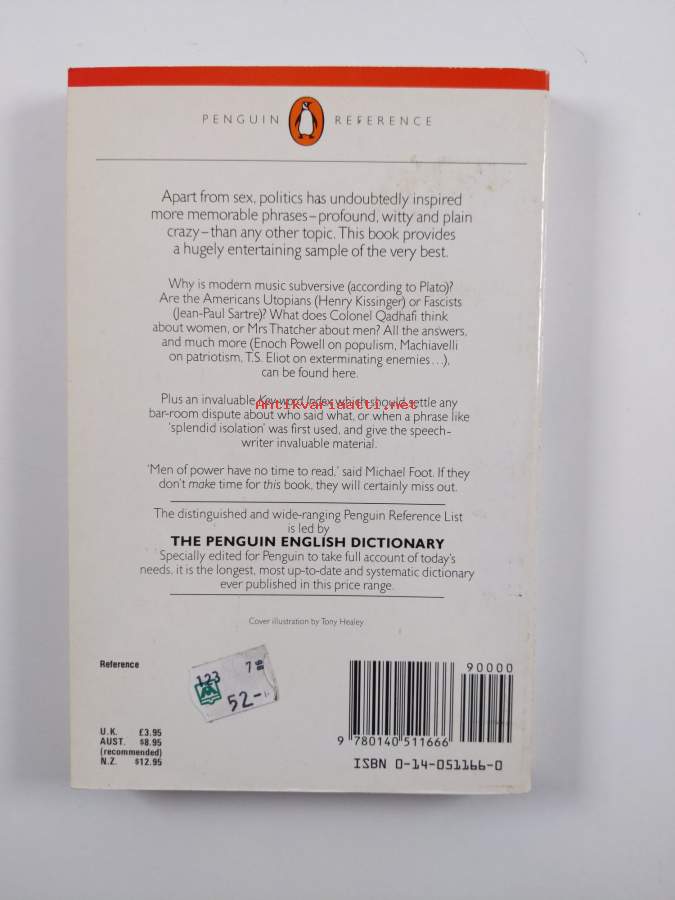 PENGUIN REFERENCE
Apart from sex, politics has undoubtedly inspired
more memorable phrases–profound, witty and plain
crazy–than any other topic. This book provides
a hugely entertaining sample of the very best.
Why is modern music subversive (according to Plato)?
Are the Americans Utopians (Henry Kissinger) or Fascists
(Jean-Paul Sartre)? What does Colonel Qadhafi think
about women, or Mrs Thatcher about men? All the answers,
and much more (Enoch Powell on populism, Machiavelli
on patriotism, T.S. Eliot on exterminating enemies…),
can be found here.
Plus an invaluable Key-word Index which should settle any
Antikvariaatti.net
bar-room dispute about who said what, or when a phrase like
‘splendid isolation’ was first used, and give the speech-
writer invaluable material.
‘Men of power have no time to read,’ said Michael Foot. If they
don’t make time for this book, they will certainly miss out.
The distinguished and wide-ranging Penguin Reference List
is led by
THE PENGUIN ENGLISH DICTIONARY
Specially edited for Penguin to take full account of today’s
needs, it is the longest, most up-to-date and systematic dictionary
ever published in this price range.
Cover illustration by Tony Healey
Reference
123 7 86
52-
90000
U.K. £3.95
AUST. $8.95
(recommended)
N.Z. $12.95
9 780140 511666
ISBN 0-14-051166-0